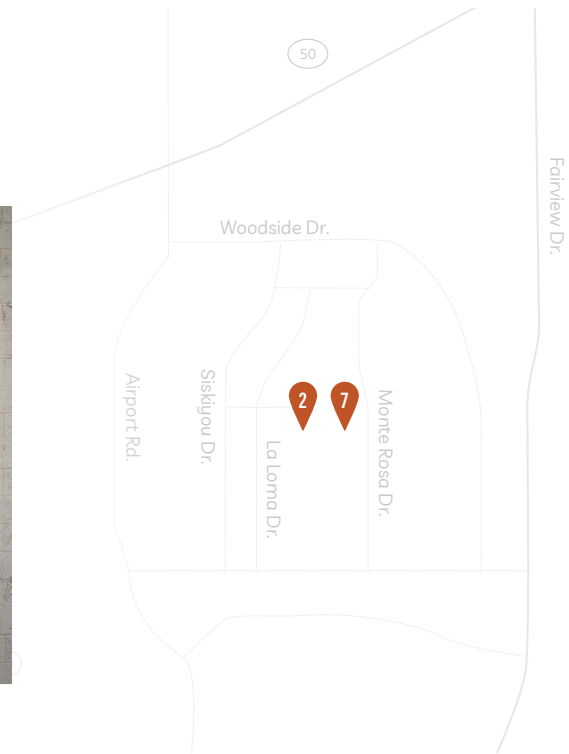 50
Fairview Dr.
Woodside Dr.
Airport Rd.
Siskiyou Dr.
2
7
Monte Rosa Dr.
La Loma Dr.